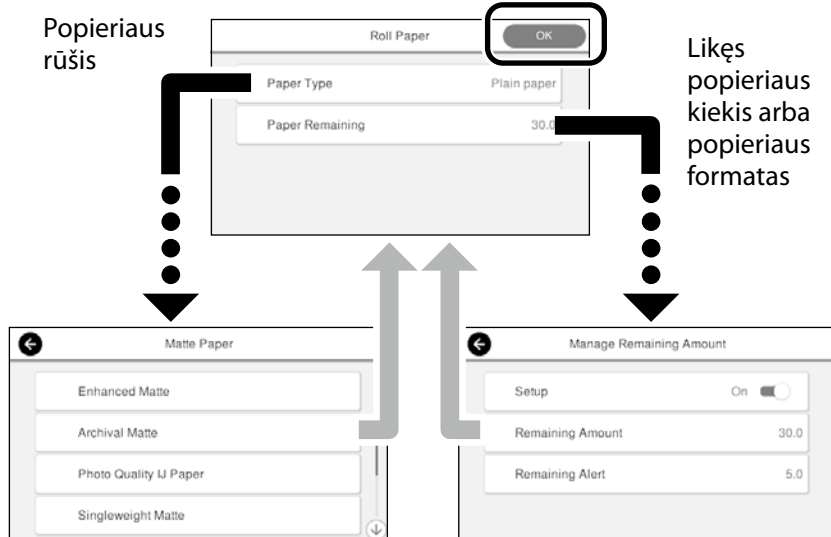 Popieriaus
rūšis
Roll Paper
OK
Paper Type
Plain paper
Paper Remaining
30.0
Likęs
popieriaus
kiekis arba
popieriaus
formatas
Matte Paper
Enhanced Matte
Archival Matte
Photo Quality IJ Paper
Singleweight Matte
Manage Remaining Amount
Setup
On
Remaining Amount
30.0
Remaining Alert
5.0